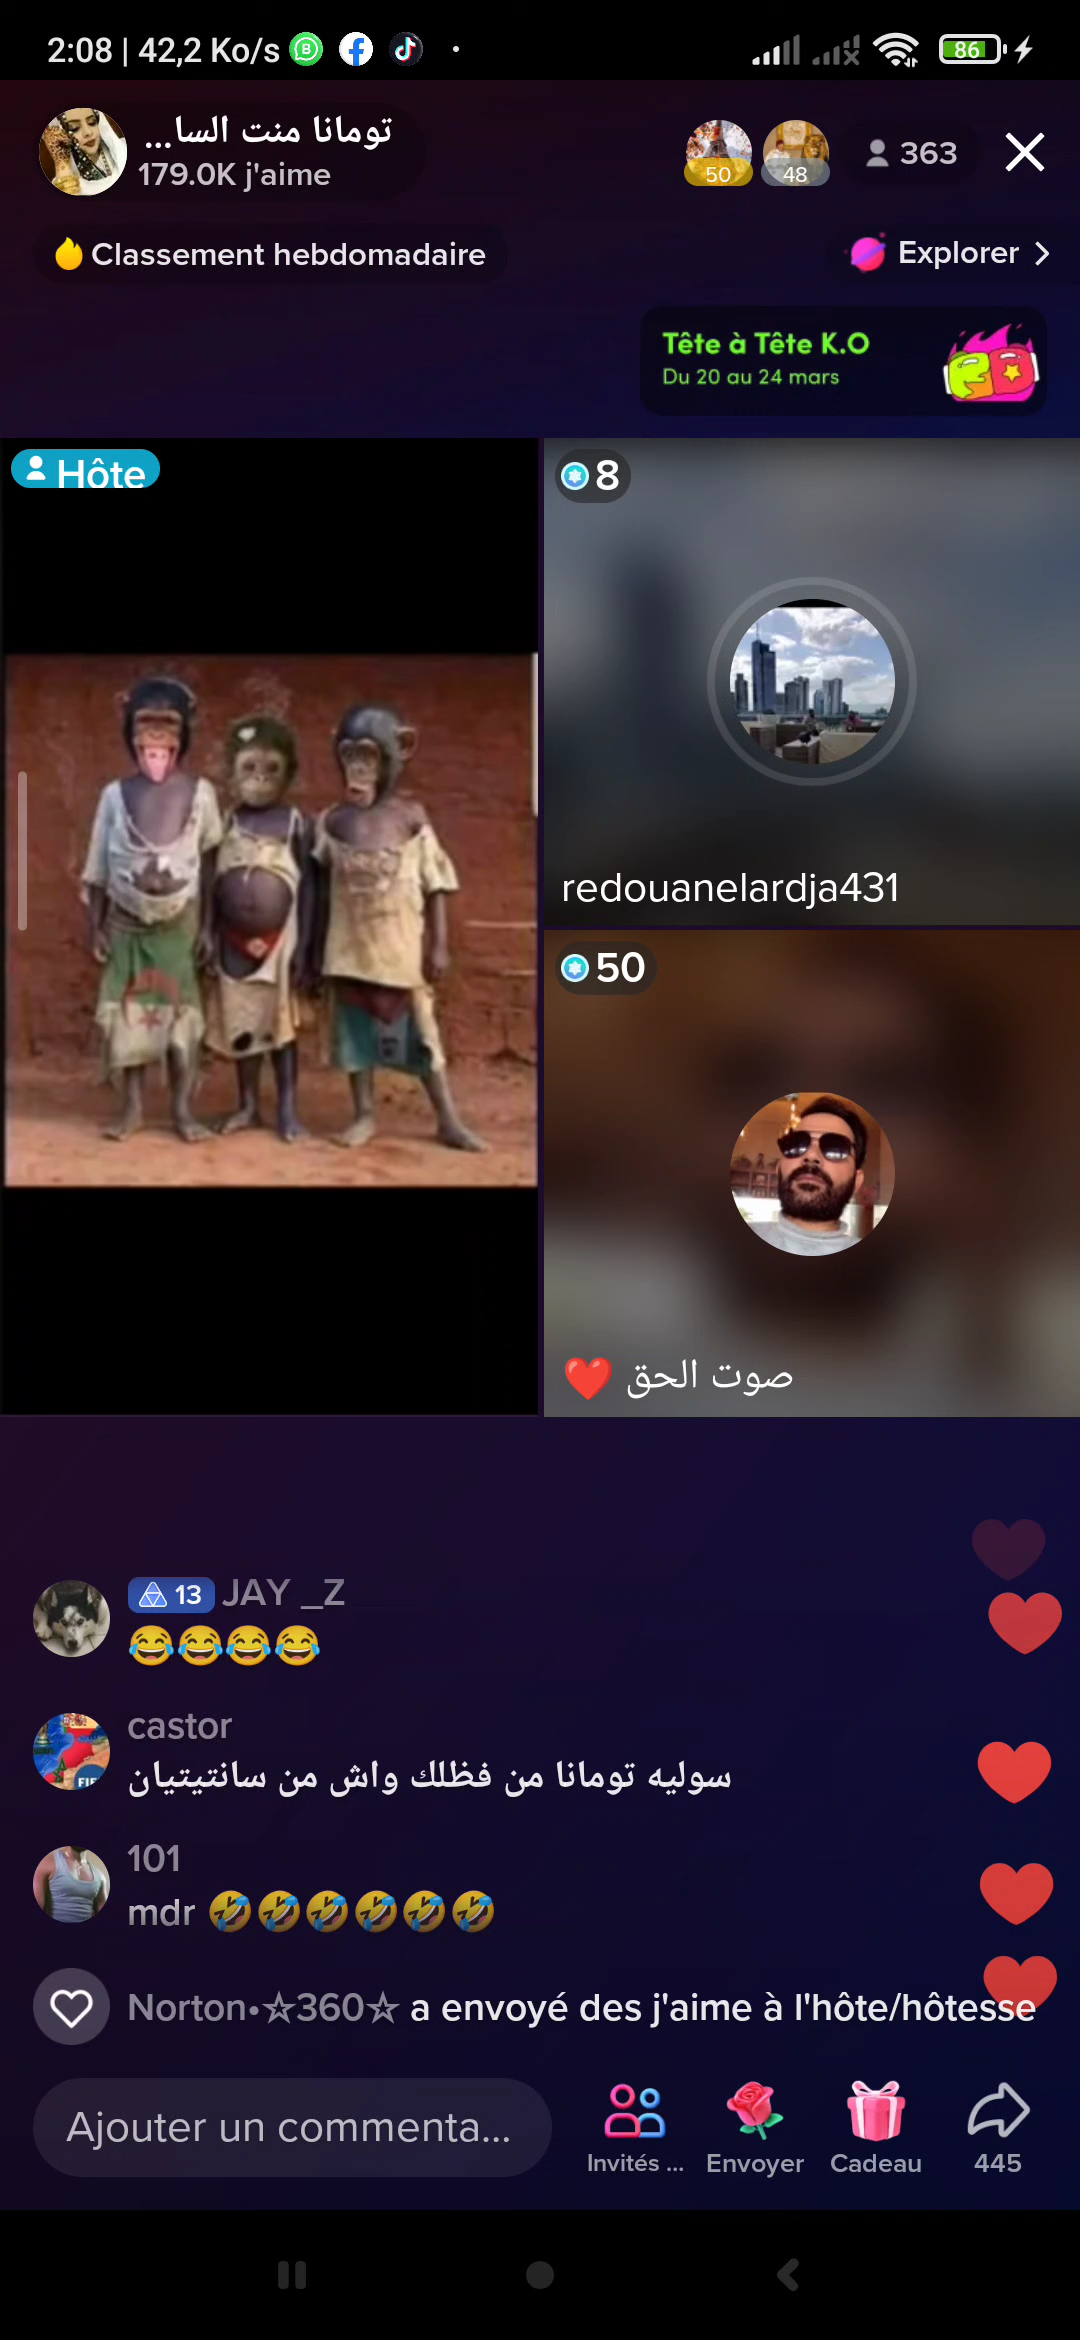 2:08 | 42,2 Ko/s
86
تومانا منت السا...
179.0K j'aime
50
48
363
Classement hebdomadaire
Explorer
Tête à Tête K.O
Du 20 au 24 mars
Hôte
8
redouanelardja431
50
صوت الحق ❤️
13 JAY _Z
😂😂😂😂
castor
سوليه تومانا من فظلك واش من سانتيتيان
101
mdr 🤣🤣🤣🤣🤣🤣
Norton•☆360☆ a envoyé des j'aime à l'hôte/hôtesse
Ajouter un commenta...
Invités ...
Envoyer
Cadeau
445